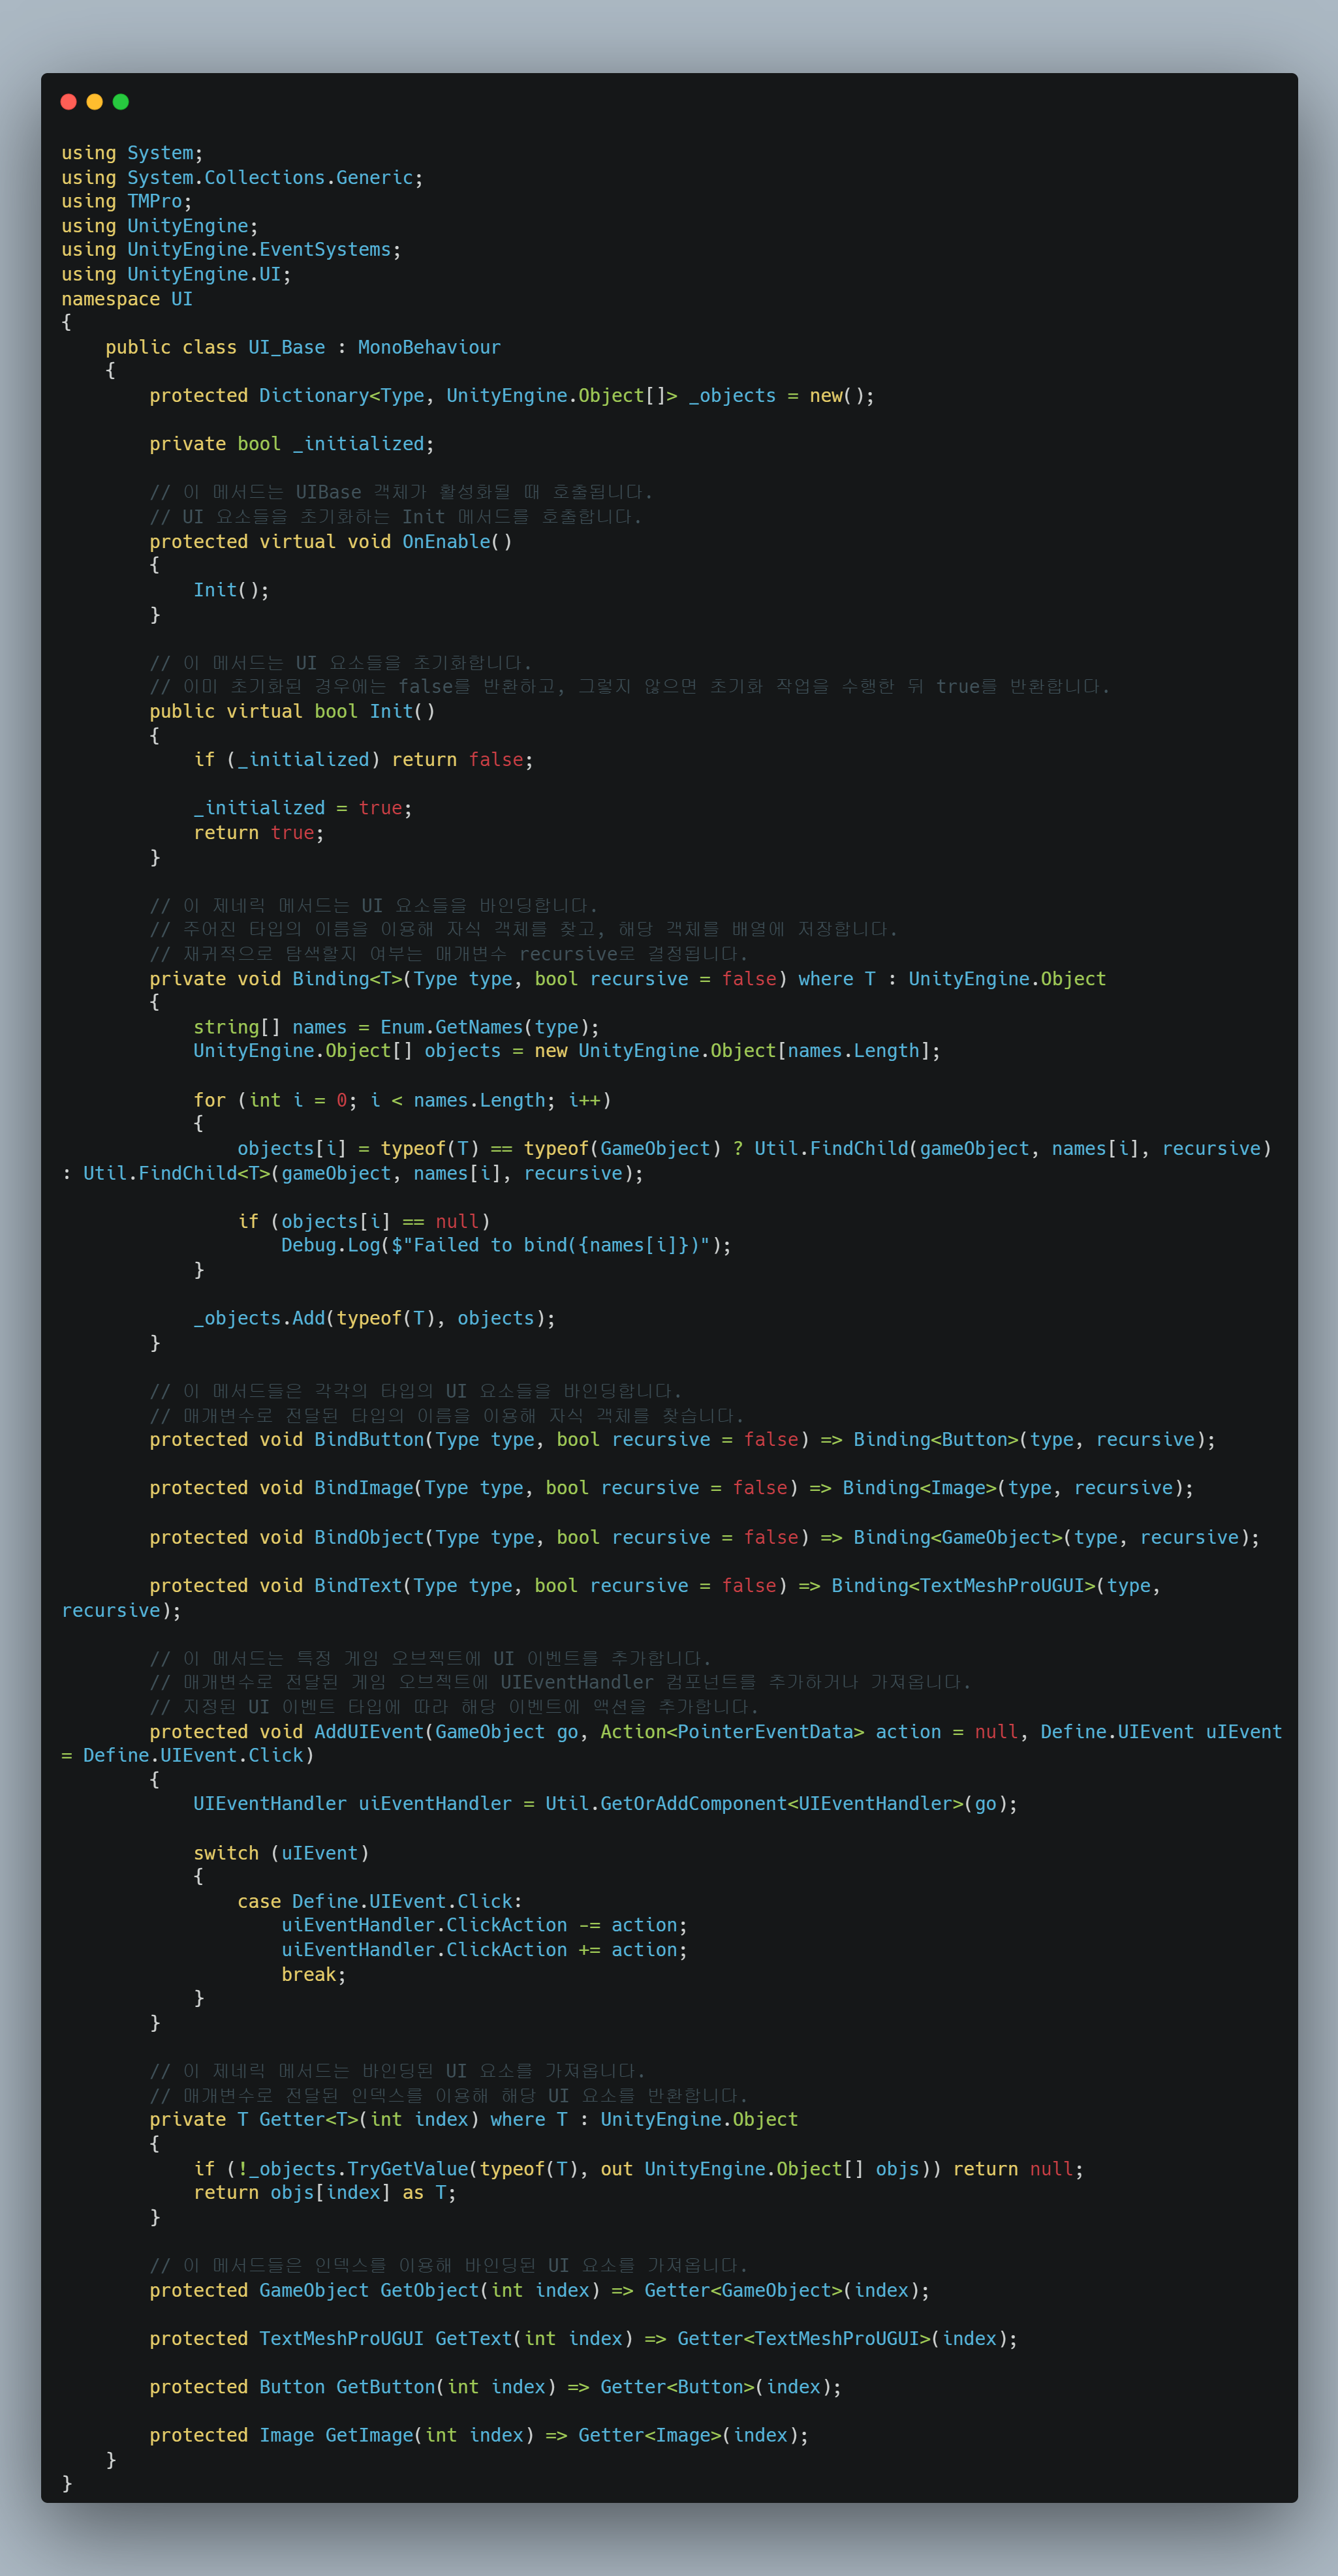 using System;
using System.Collections.Generic;
using TMPro;
using UnityEngine;
using UnityEngine.EventSystems;
using UnityEngine.UI;
namespace UI
{
    public class UI_Base : MonoBehaviour
    {
        protected Dictionary<Type, UnityEngine.Object[]> _objects = new();

        private bool _initialized;

        // 이 메서드는 UIBase 객체가 활성화될 때 호출됩니다.
        // UI 요소들을 초기화하는 Init 메서드를 호출합니다.
        protected virtual void OnEnable()
        {
            Init();
        }

        // 이 메서드는 UI 요소들을 초기화합니다.
        // 이미 초기화된 경우에는 false를 반환하고, 그렇지 않으면 초기화 작업을 수행한 뒤 true를 반환합니다.
        public virtual bool Init()
        {
            if (_initialized) return false;

            _initialized = true;
            return true;
        }

        // 이 제네릭 메서드는 UI 요소들을 바인딩합니다.
        // 주어진 타입의 이름을 이용해 자식 객체를 찾고, 해당 객체를 배열에 저장합니다.
        // 재귀적으로 탐색할지 여부는 매개변수 recursive로 결정됩니다.
        private void Binding<T>(Type type, bool recursive = false) where T : UnityEngine.Object
        {
            string[] names = Enum.GetNames(type);
            UnityEngine.Object[] objects = new UnityEngine.Object[names.Length];

            for (int i = 0; i < names.Length; i++)
            {
                objects[i] = typeof(T) == typeof(GameObject) ? Util.FindChild(gameObject, names[i], recursive)
: Util.FindChild<T>(gameObject, names[i], recursive);

                if (objects[i] == null)
                    Debug.Log($"Failed to bind({names[i]})");
            }

            _objects.Add(typeof(T), objects);
        }

        // 이 메서드들은 각각의 타입의 UI 요소들을 바인딩합니다.
        // 매개변수로 전달된 타입의 이름을 이용해 자식 객체를 찾습니다.
        protected void BindButton(Type type, bool recursive = false) => Binding<Button>(type, recursive);

        protected void BindImage(Type type, bool recursive = false) => Binding<Image>(type, recursive);

        protected void BindObject(Type type, bool recursive = false) => Binding<GameObject>(type, recursive);

        protected void BindText(Type type, bool recursive = false) => Binding<TextMeshProUGUI>(type,
recursive);

        // 이 메서드는 특정 게임 오브젝트에 UI 이벤트를 추가합니다.
        // 매개변수로 전달된 게임 오브젝트에 UIEventHandler 컴포넌트를 추가하거나 가져옵니다.
        // 지정된 UI 이벤트 타입에 따라 해당 이벤트에 액션을 추가합니다.
        protected void AddUIEvent(GameObject go, Action<PointerEventData> action = null, Define.UIEvent uIEvent
= Define.UIEvent.Click)
        {
            UIEventHandler uiEventHandler = Util.GetOrAddComponent<UIEventHandler>(go);

            switch (uIEvent)
            {
                case Define.UIEvent.Click:
                    uiEventHandler.ClickAction -= action;
                    uiEventHandler.ClickAction += action;
                    break;
            }
        }

        // 이 제네릭 메서드는 바인딩된 UI 요소를 가져옵니다.
        // 매개변수로 전달된 인덱스를 이용해 해당 UI 요소를 반환합니다.
        private T Getter<T>(int index) where T : UnityEngine.Object
        {
            if (!_objects.TryGetValue(typeof(T), out UnityEngine.Object[] objs)) return null;
            return objs[index] as T;
        }

        // 이 메서드들은 인덱스를 이용해 바인딩된 UI 요소를 가져옵니다.
        protected GameObject GetObject(int index) => Getter<GameObject>(index);

        protected TextMeshProUGUI GetText(int index) => Getter<TextMeshProUGUI>(index);

        protected Button GetButton(int index) => Getter<Button>(index);

        protected Image GetImage(int index) => Getter<Image>(index);
    }
}